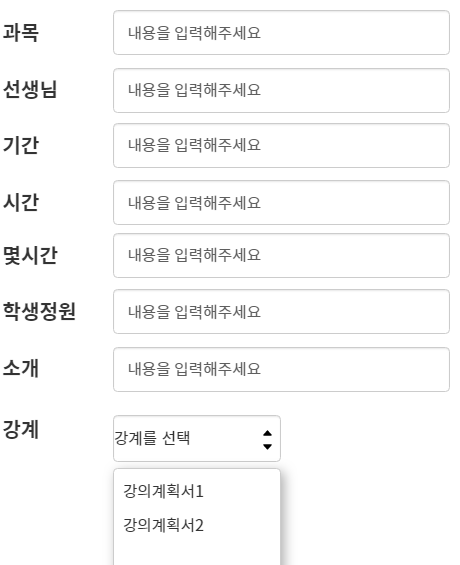 과목 내용을 입력해주세요
선생님 내용을 입력해주세요
기간 내용을 입력해주세요
시간 내용을 입력해주세요
몇시간 내용을 입력해주세요
학생정원 내용을 입력해주세요
소개 내용을 입력해주세요
강계 강계를 선택
강의계획서1
강의계획서2